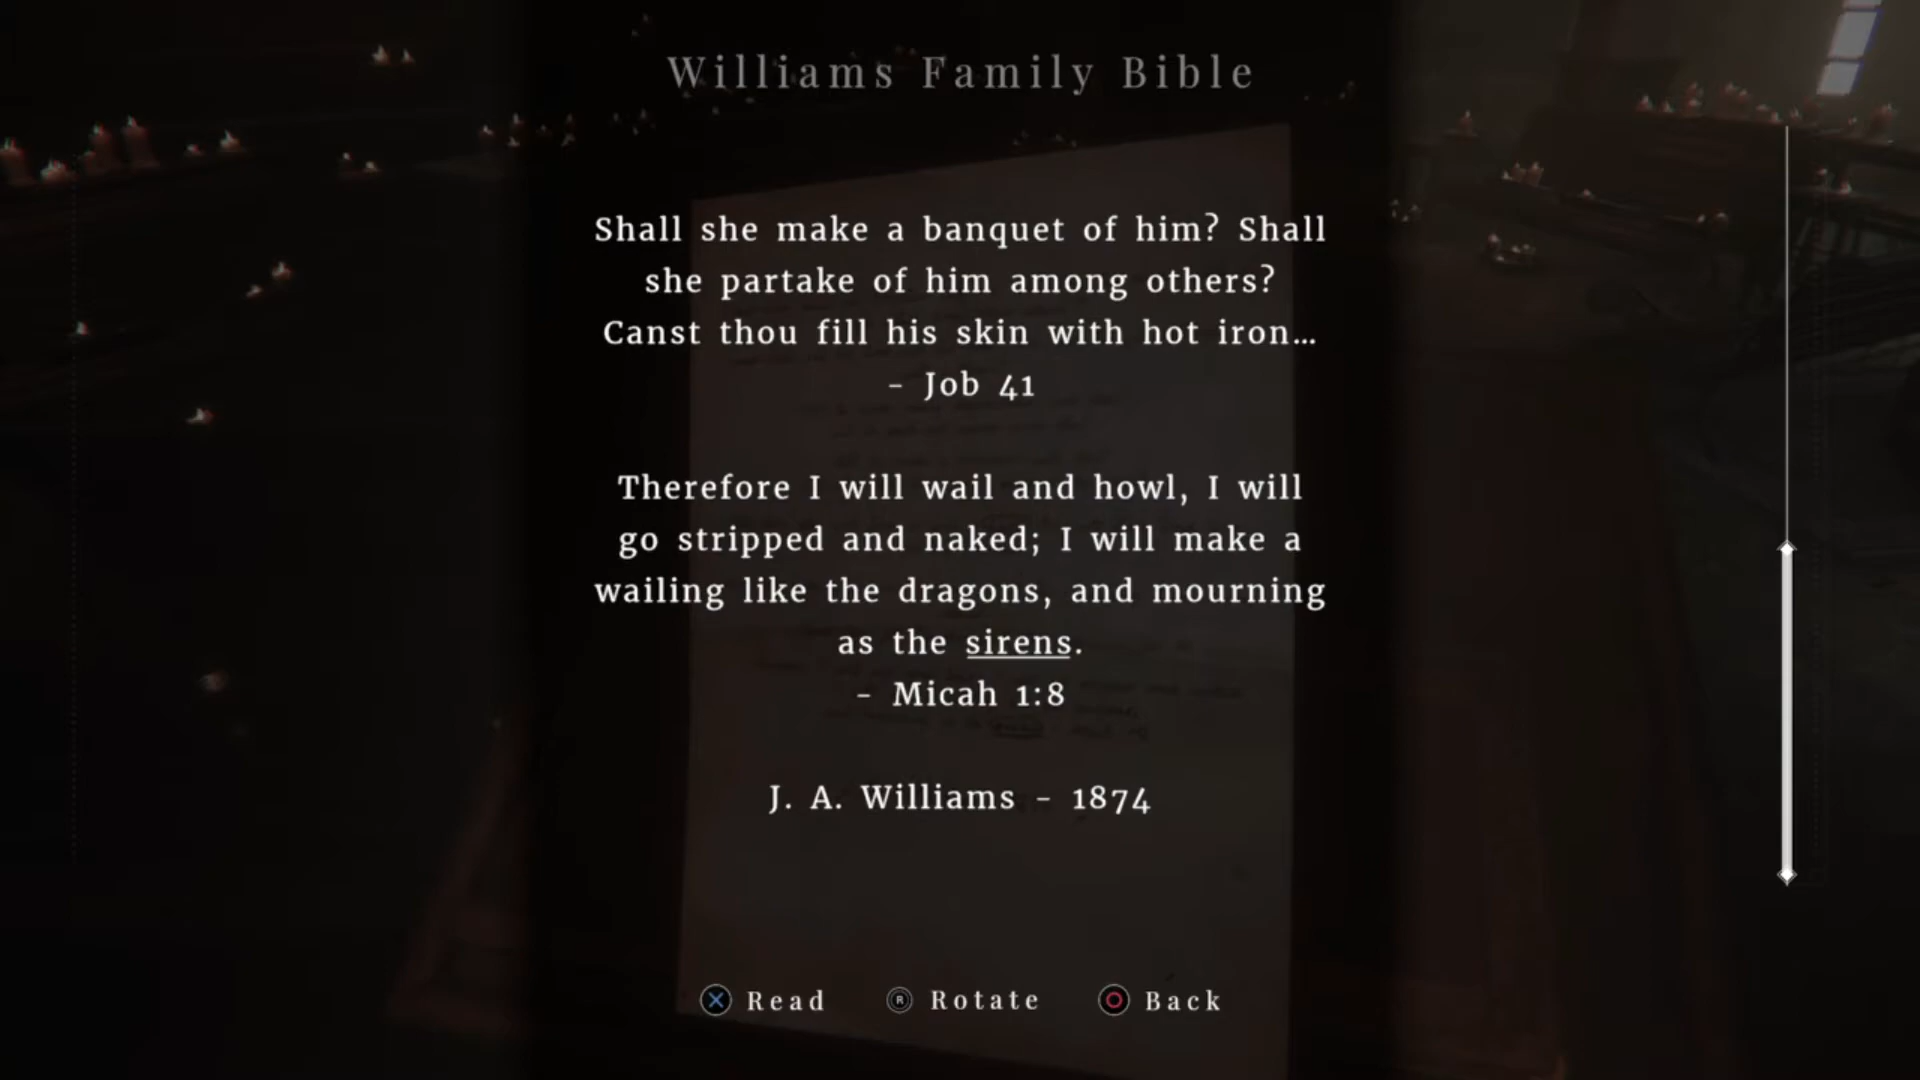 Williams Family Bible
Shall she make a banquet of him? Shall
she partake of him among others?
Canst thou fill his skin with hot iron...
- Job 41
Therefore I will wail and howl, I will
go stripped and naked; I will make a
wailing like the dragons, and mourning
as the sirens.
- Micah 1:8
J. A. Williams - 1874
Read
R Rotate
Back